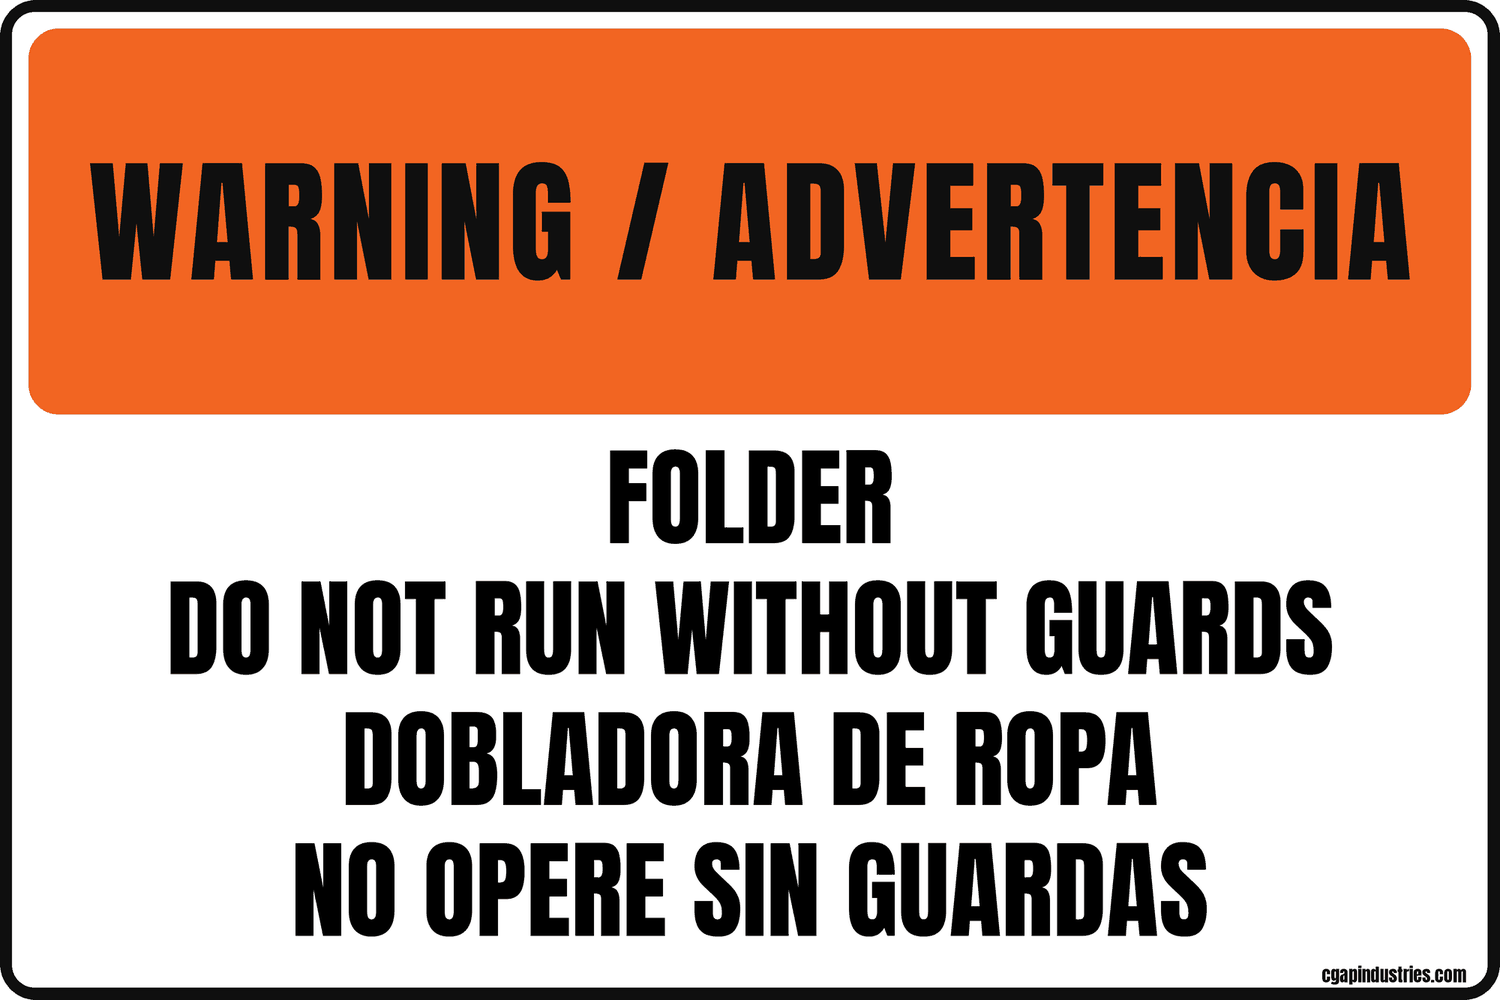 WARNING / ADVERTENCIA
FOLDER
DO NOT RUN WITHOUT GUARDS
DOBLADORA DE ROPA
NO OPERE SIN GUARDAS
cgapindustries.com